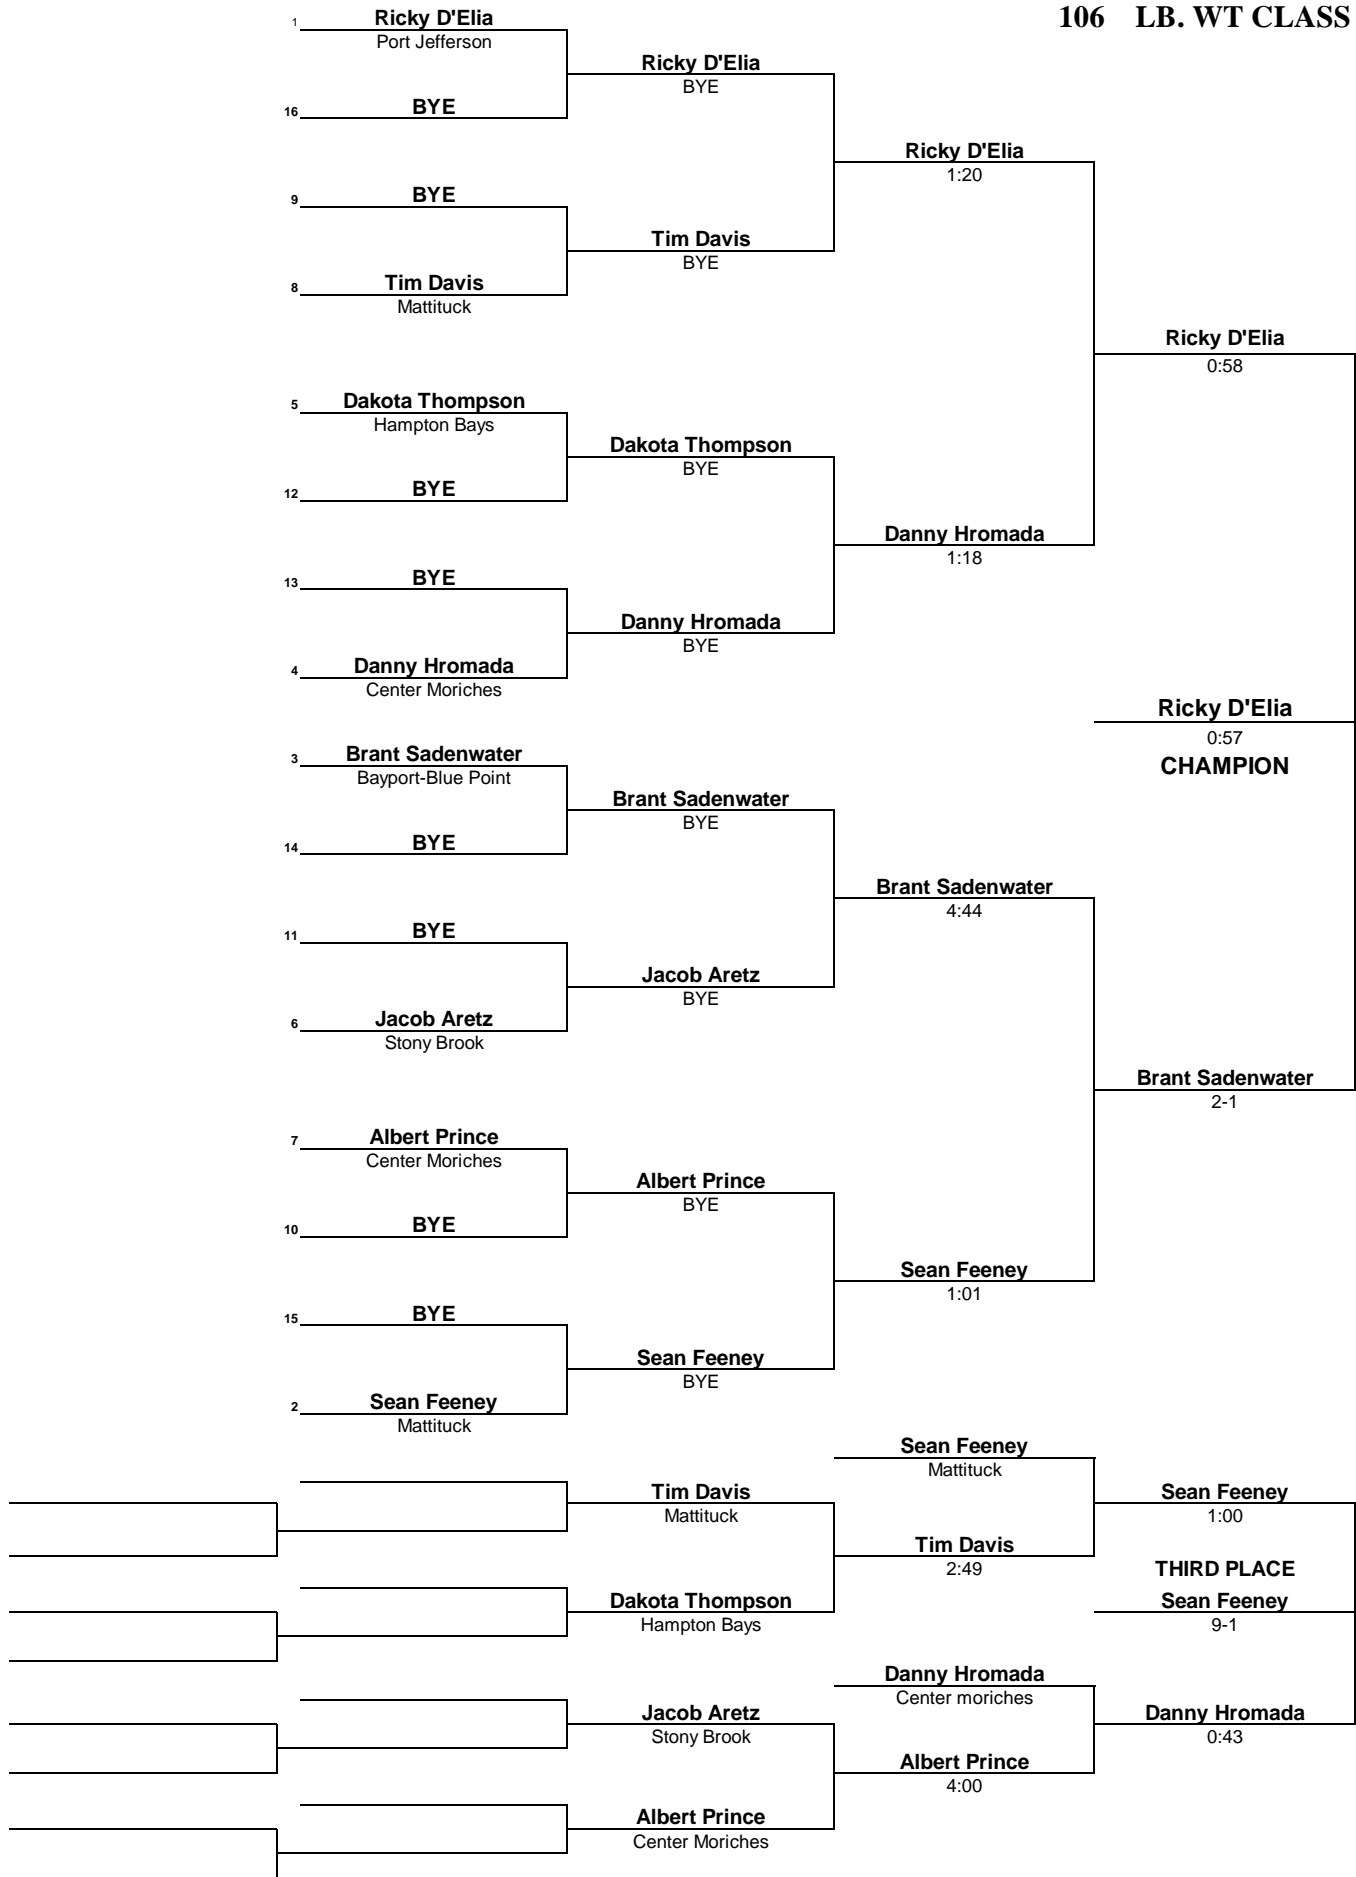 106 LB. WT CLASS
1 Ricky D'Elia
Port Jefferson
Ricky D'Elia
BYE
16 BYE
Ricky D'Elia
1:20
9 BYE
Tim Davis
BYE
8 Tim Davis
Mattituck
Ricky D'Elia
0:58
5 Dakota Thompson
Hampton Bays
Dakota Thompson
BYE
12 BYE
Danny Hromada
1:18
13 BYE
Danny Hromada
BYE
4 Danny Hromada
Center Moriches
Ricky D'Elia
0:57
CHAMPION
3 Brant Sadenwater
Bayport-Blue Point
Brant Sadenwater
BYE
14 BYE
Brant Sadenwater
4:44
11 BYE
Jacob Aretz
BYE
6 Jacob Aretz
Stony Brook
Brant Sadenwater
2-1
7 Albert Prince
Center Moriches
Albert Prince
BYE
10 BYE
Sean Feeney
1:01
15 BYE
Sean Feeney
BYE
2 Sean Feeney
Mattituck
Sean Feeney
Mattituck
Tim Davis
Mattituck
Sean Feeney
1:00
Tim Davis
2:49
THIRD PLACE
Dakota Thompson
Hampton Bays
Sean Feeney
9-1
Danny Hromada
Center moriches
Jacob Aretz
Stony Brook
Danny Hromada
0:43
Albert Prince
4:00
Albert Prince
Center Moriches